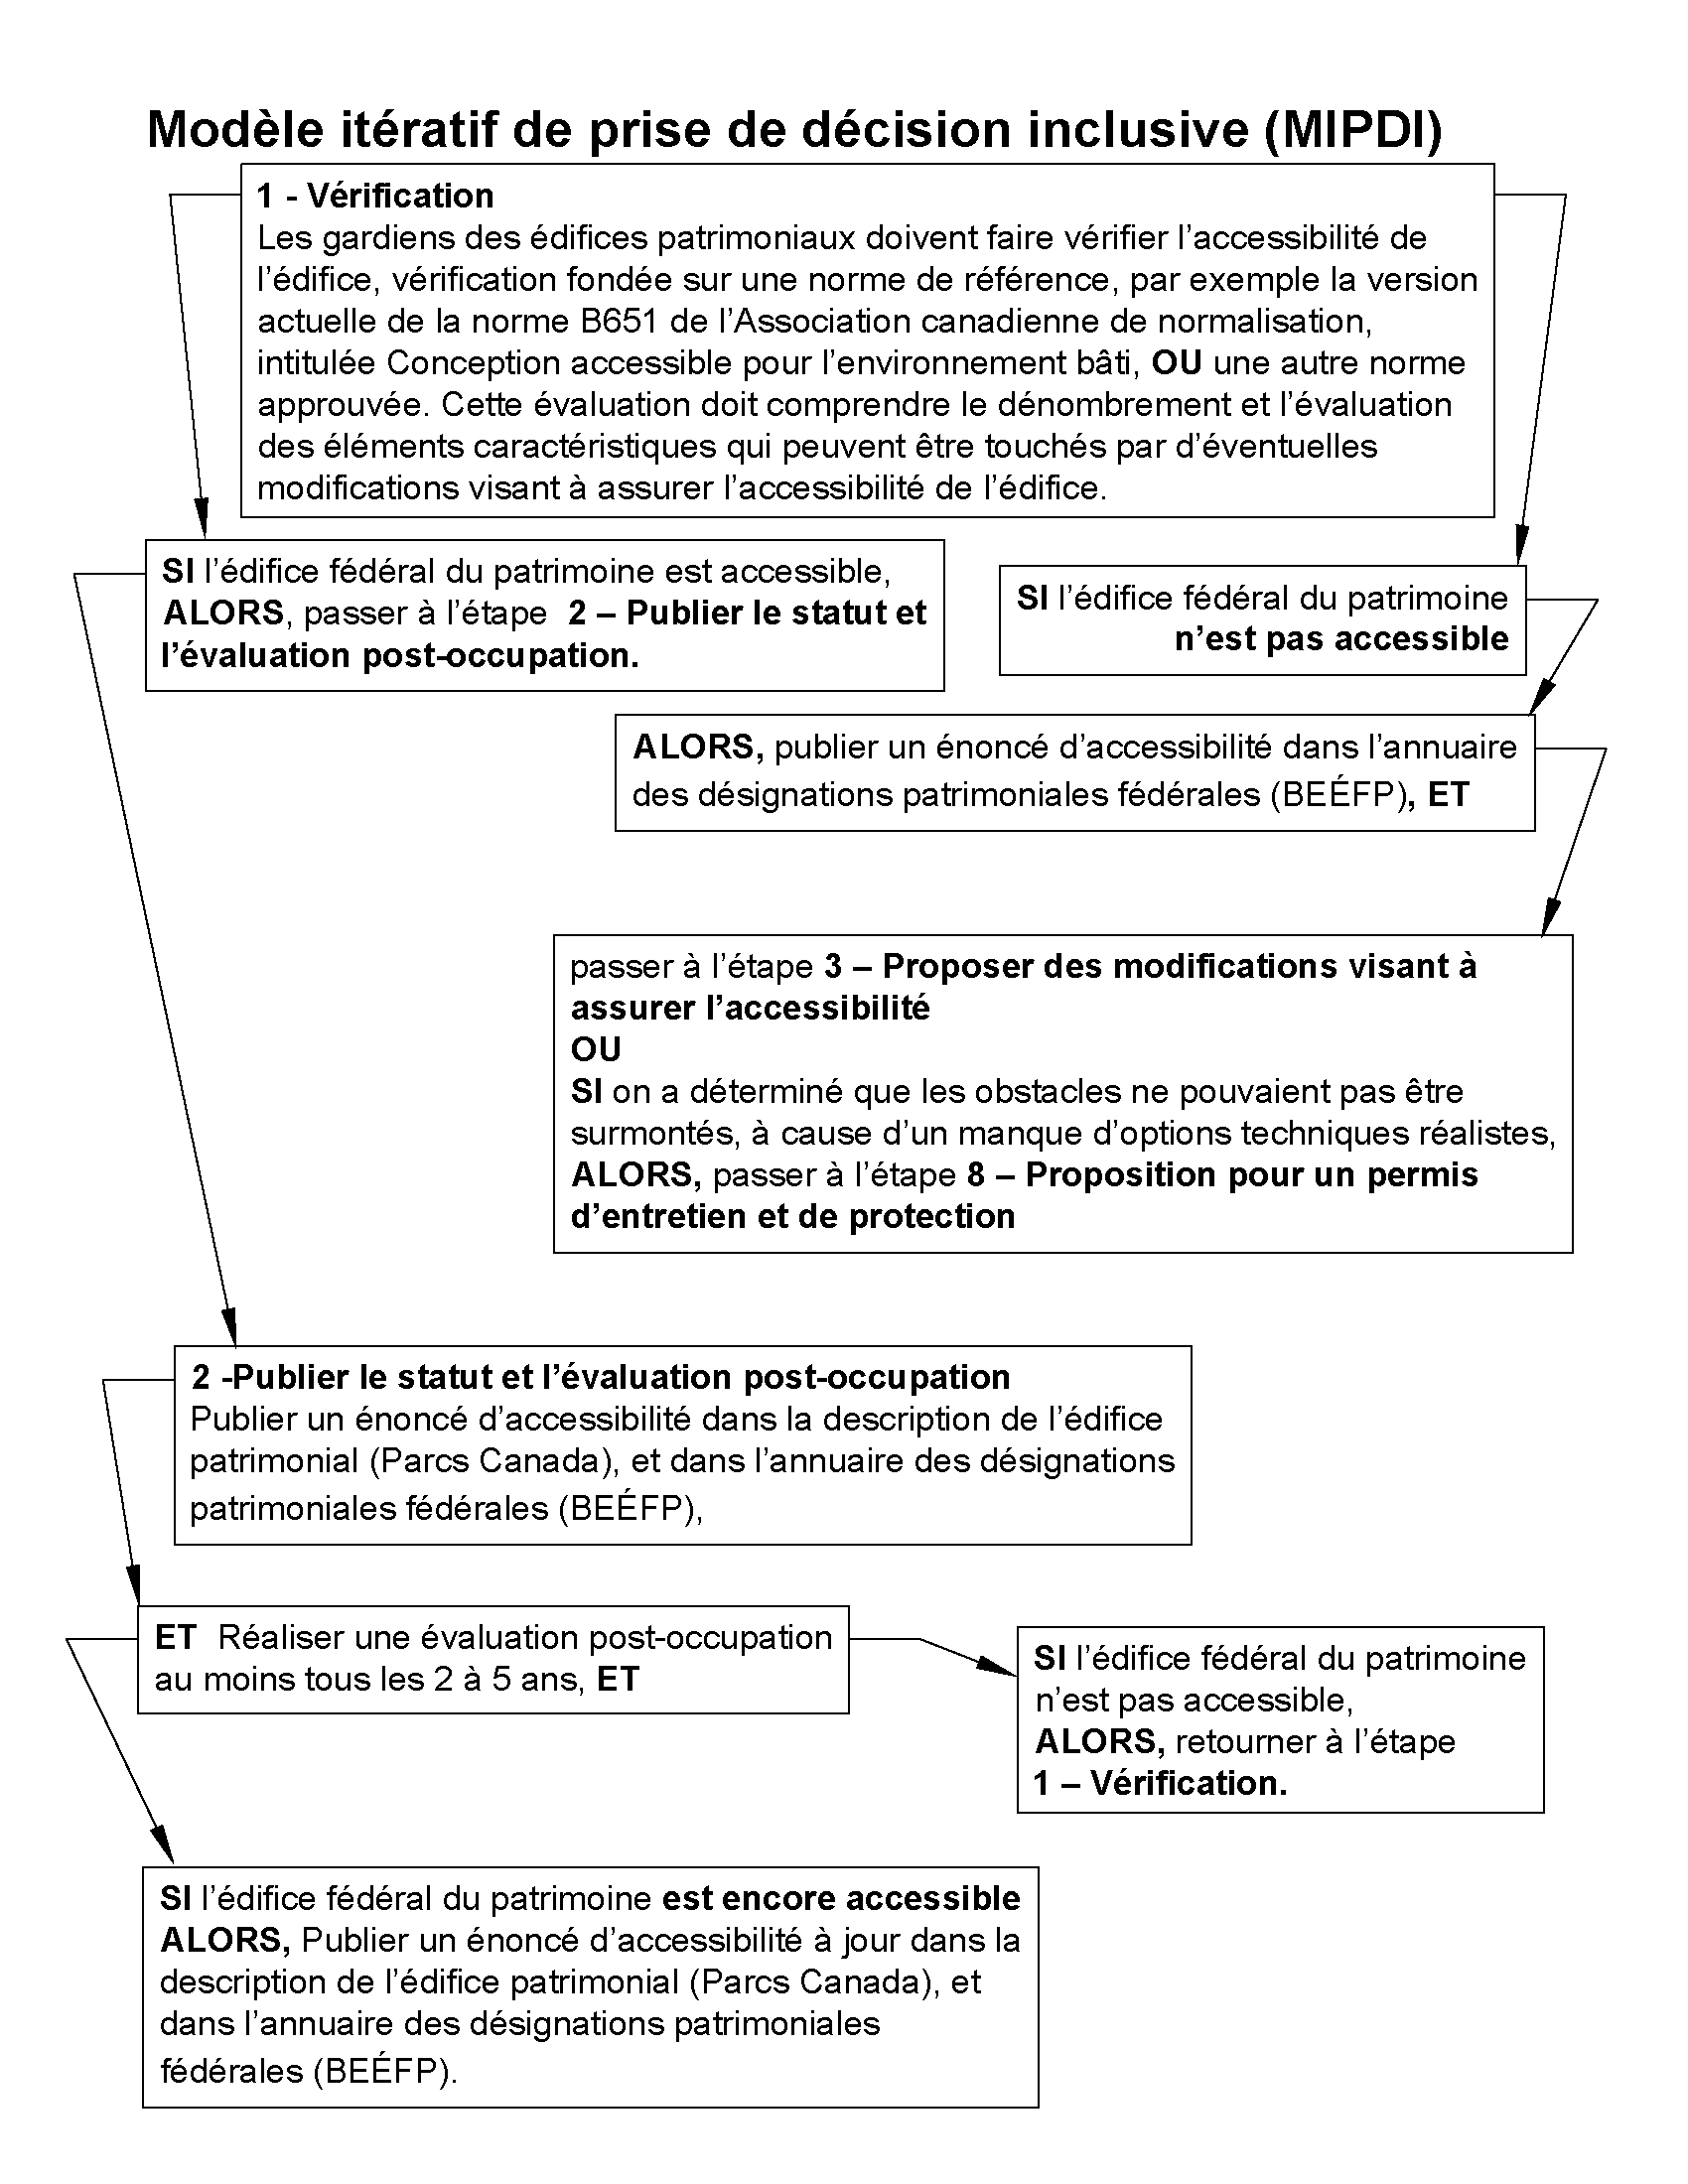 Modèle itératif de prise de décision inclusive (MIPDI)
1 - Vérification
Les gardiens des édifices patrimoniaux doivent faire vérifier l’accessibilité de
l’édifice, vérification fondée sur une norme de référence, par exemple la version
actuelle de la norme B651 de l’Association canadienne de normalisation,
intitulée Conception accessible pour l’environnement bâti, OU une autre norme
approuvée. Cette évaluation doit comprendre le dénombrement et l’évaluation
des éléments caractéristiques qui peuvent être touchés par d’éventuelles
modifications visant à assurer l’accessibilité de l’édifice.
SI l’édifice fédéral du patrimoine est accessible,
ALORS, passer à l’étape 2 – Publier le statut et
l’évaluation post-occupation.
SI l’édifice fédéral du patrimoine
n’est pas accessible
ALORS, publier un énoncé d’accessibilité dans l’annuaire
des désignations patrimoniales fédérales (BEÉFP), ET
passer à l’étape 3 – Proposer des modifications visant à
assurer l’accessibilité
OU
SI on a déterminé que les obstacles ne pouvaient pas être
surmontés, à cause d’un manque d’options techniques réalistes,
ALORS, passer à l’étape 8 – Proposition pour un permis
d’entretien et de protection
2 -Publier le statut et l’évaluation post-occupation
Publier un énoncé d’accessibilité dans la description de l’édifice
patrimonial (Parcs Canada), et dans l’annuaire des désignations
patrimoniales fédérales (BEÉFP),
ET Réaliser une évaluation post-occupation
au moins tous les 2 à 5 ans, ET
SI l’édifice fédéral du patrimoine
n’est pas accessible,
ALORS, retourner à l’étape
1 – Vérification.
SI l’édifice fédéral du patrimoine est encore accessible
ALORS, Publier un énoncé d’accessibilité à jour dans la
description de l’édifice patrimonial (Parcs Canada), et
dans l’annuaire des désignations patrimoniales
fédérales (BEÉFP).